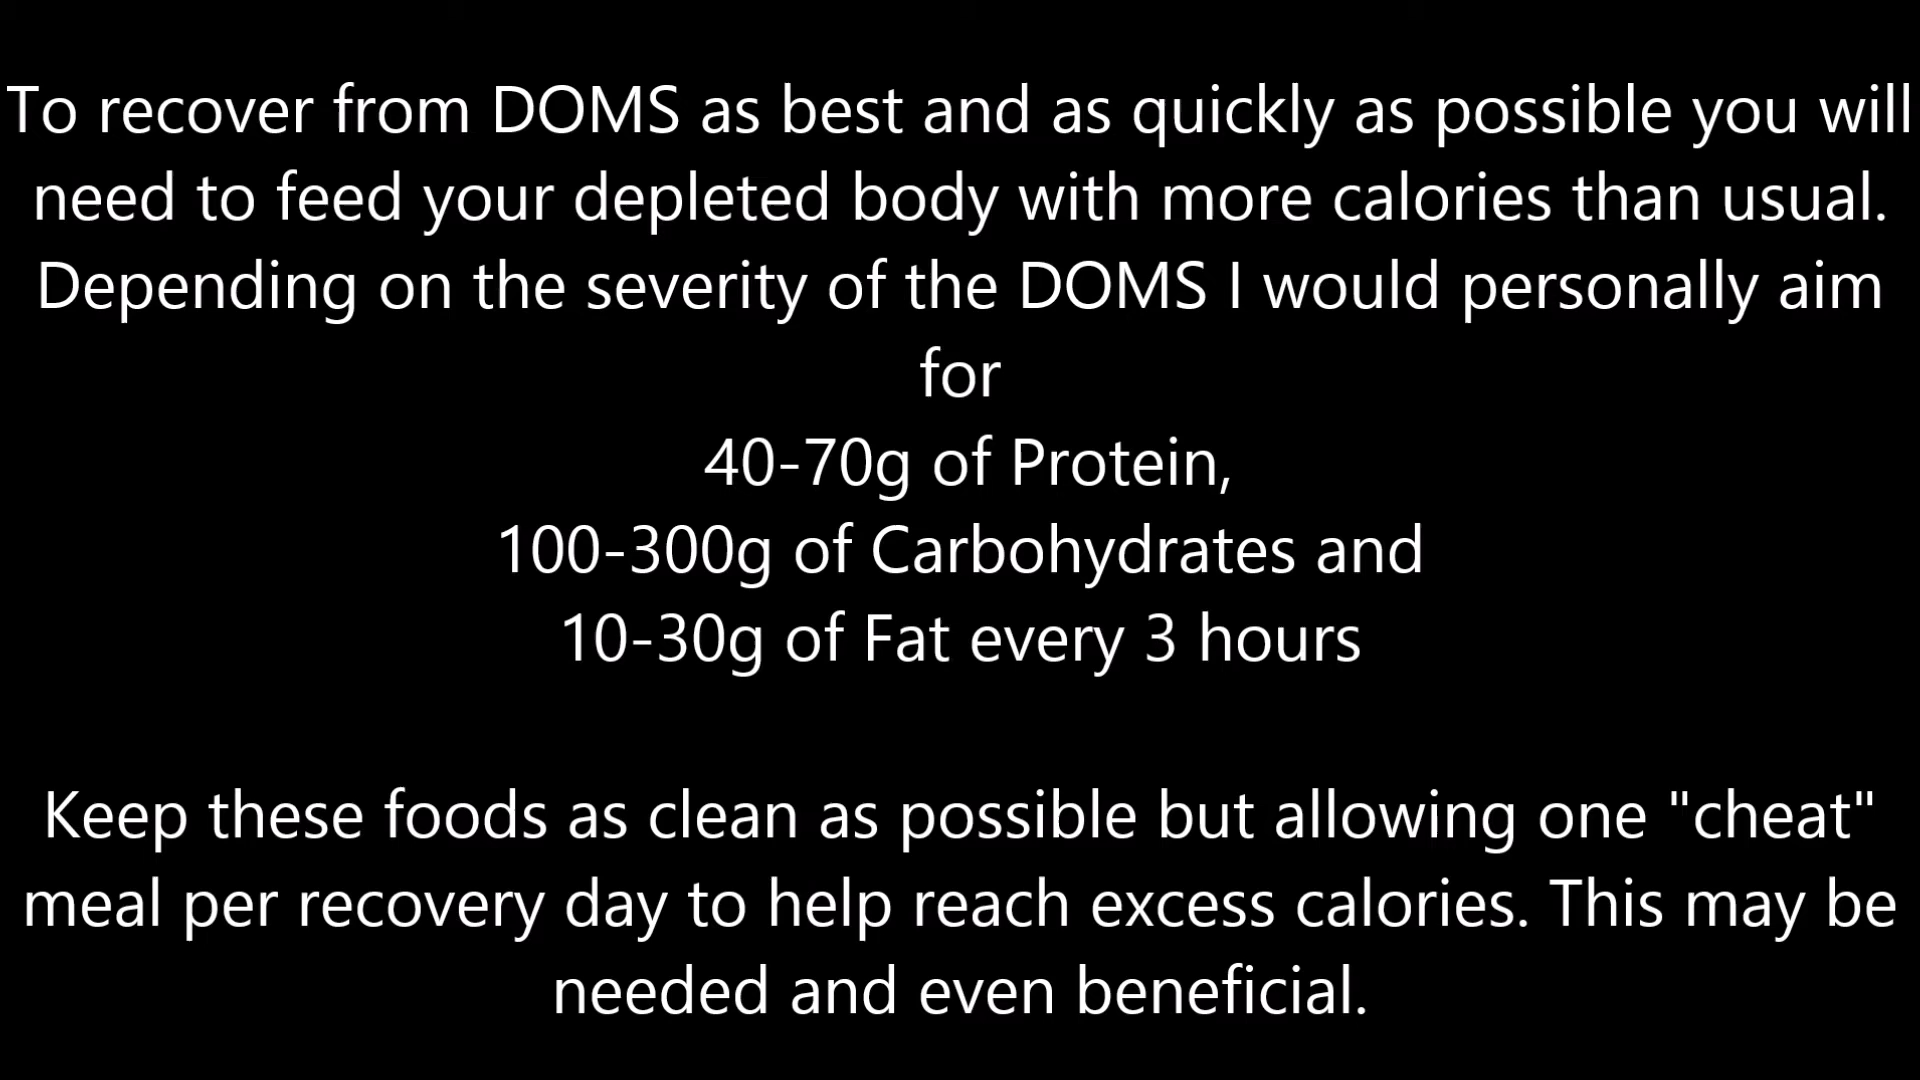 To recover from DOMS as best and as quickly as possible you will
need to feed your depleted body with more calories than usual.
Depending on the severity of the DOMS I would personally aim
for
40-70g of Protein,
100-300g of Carbohydrates and
10-30g of Fat every 3 hours
Keep these foods as clean as possible but allowing one "cheat"
meal per recovery day to help reach excess calories. This may be
needed and even beneficial.